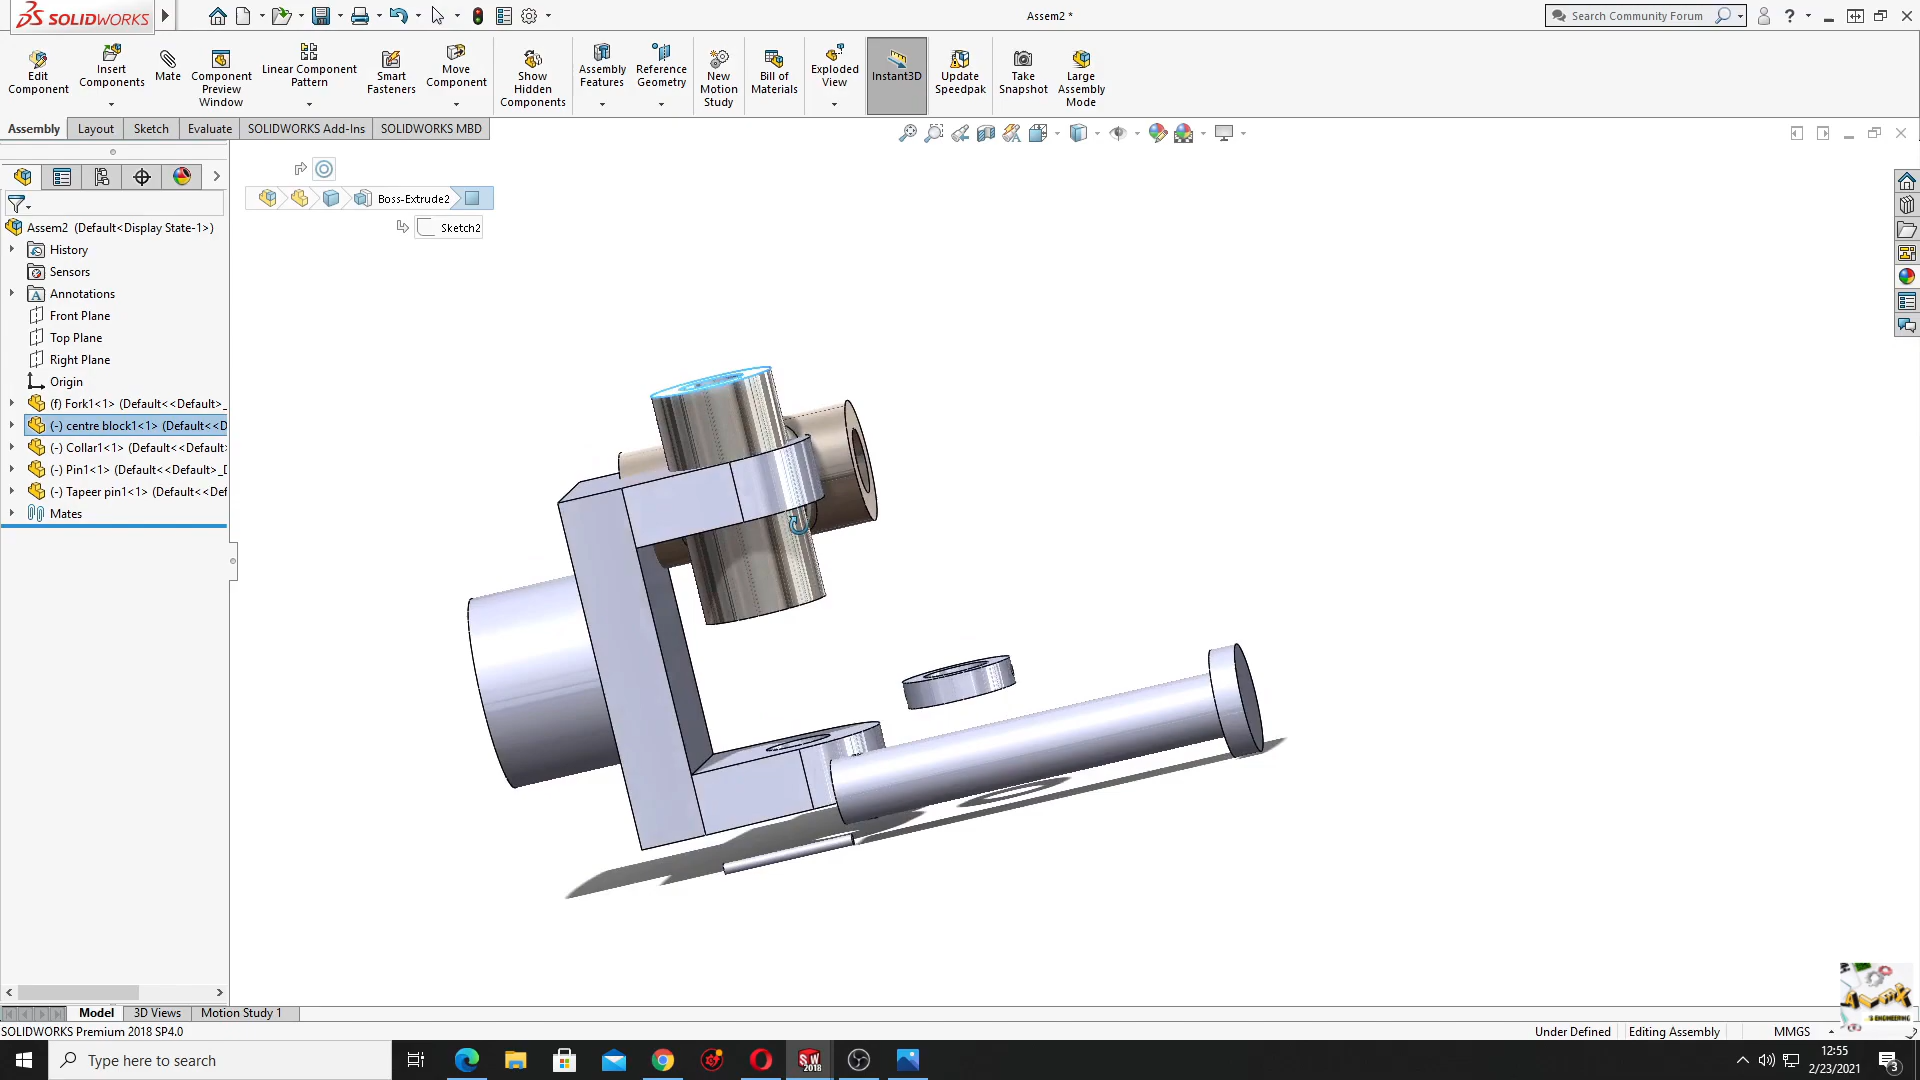 SOLIDWORKS
Assem2 *
Search Community Forum
Edit Component
Insert Components
Mate
Component Preview Window
Linear Component Pattern
Smart Fasteners
Move Component
Show Hidden Components
Assembly Features
Reference Geometry
New Motion Study
Bill of Materials
Exploded View
Instant3D
Update Speedpak
Take Snapshot
Large Assembly Mode
Assembly
Layout
Sketch
Evaluate
SOLIDWORKS Add-Ins
SOLIDWORKS MBD
Boss-Extrude2
Sketch2
Assem2 (Default<Display State-1>)
History
Sensors
Annotations
Front Plane
Top Plane
Right Plane
Origin
(f) Fork1<1> (Default<<Default>_
(-) centre block1<1> (Default<<D
(-) Collar1<1> (Default<<Default>
(-) Pin1<1> (Default<<Default>_D
(-) Tapeer pin1<1> (Default<<Def
Mates
Model
3D Views
Motion Study 1
SOLIDWORKS Premium 2018 SP4.0
Under Defined
Editing Assembly
MMGS
Type here to search
SW
2018
12:55
2/23/2021
3